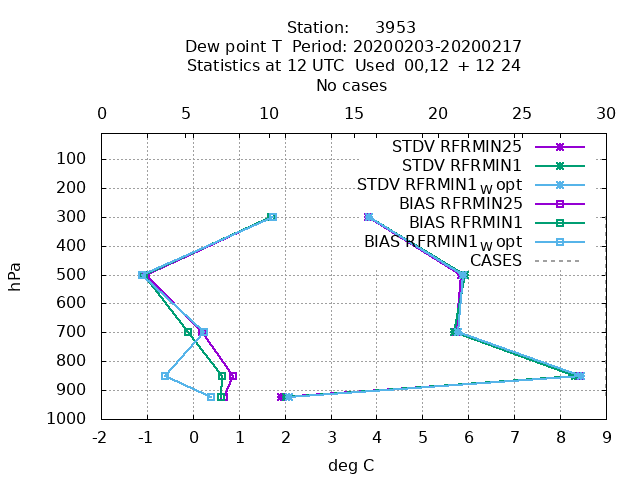 Station: 3953
Dew point T Period: 20200203-20200217
Statistics at 12 UTC Used 00,12 + 12 24
No cases
0 5 10 15 20 25 30
STDV RFRMIN25
STDV RFRMIN1
STDV RFRMIN1_W opt
BIAS RFRMIN25
BIAS RFRMIN1
BIAS RFRMIN1_W opt
CASES
100
200
300
400
500
600
700
800
900
1000
hPa
-2 -1 0 1 2 3 4 5 6 7 8 9
deg C